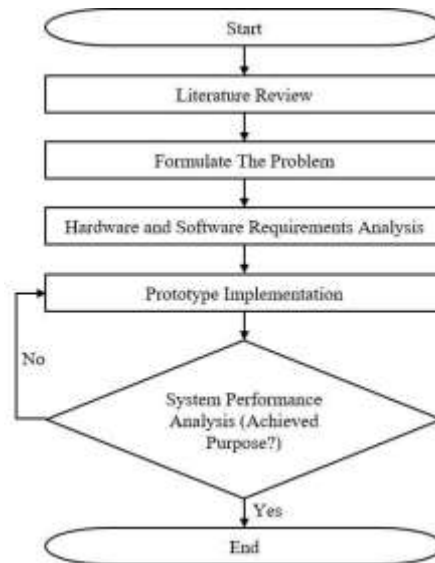 Start
Literature Review
Formulate The Problem
Hardware and Software Requirements Analysis
Prototype Implementation
No
System Performance
Analysis (Achieved
Purpose?)
Yes
End